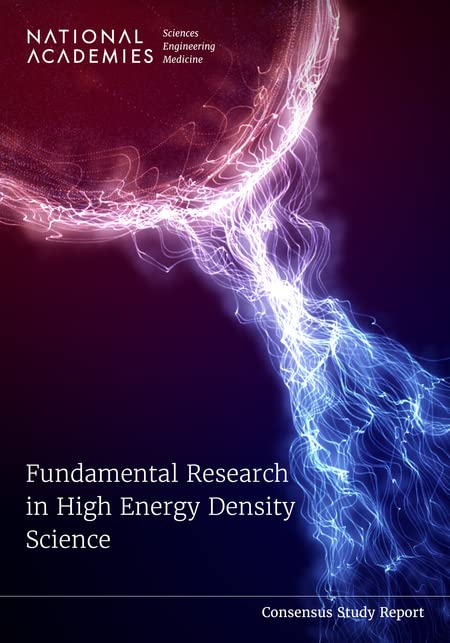 NATIONAL
ACADEMIES
Sciences
Engineering
Medicine
Fundamental Research
in High Energy Density
Science
Consensus Study Report